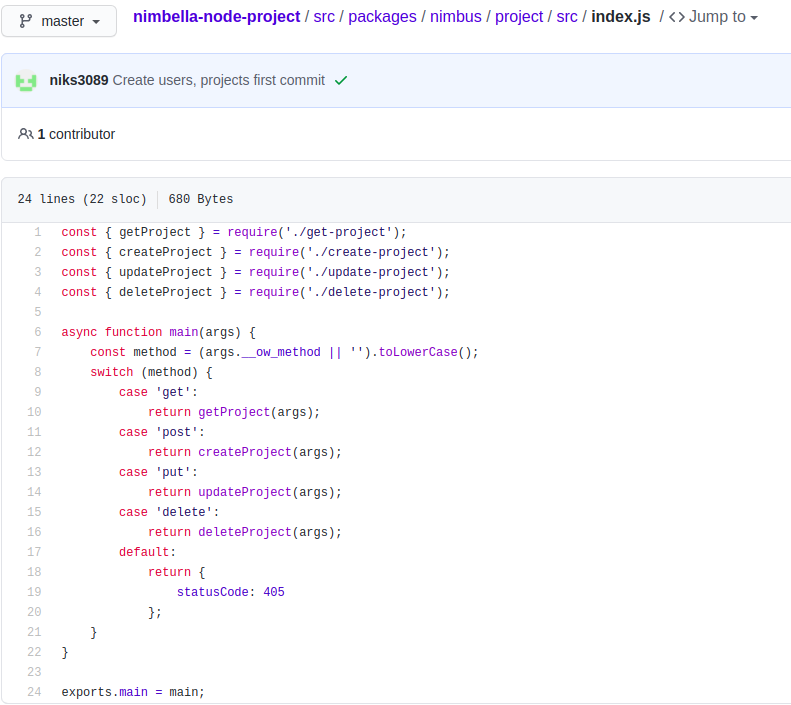 master nimbella-node-project / src / packages / nimbus / project / src / index.js / <> Jump to
niks3089 Create users, projects first commit
1 contributor
24 lines (22 sloc) 680 Bytes
1 const { getProject } = require('./get-project');
2 const { createProject } = require('./create-project');
3 const { updateProject } = require('./update-project');
4 const { deleteProject } = require('./delete-project');
5
6 async function main(args) {
7     const method = (args.__ow_method || '').toLowerCase();
8     switch (method) {
9         case 'get':
10             return getProject(args);
11         case 'post':
12             return createProject(args);
13         case 'put':
14             return updateProject(args);
15         case 'delete':
16             return deleteProject(args);
17         default:
18             return {
19                 statusCode: 405
20             };
21     }
22 }
23
24 exports.main = main;